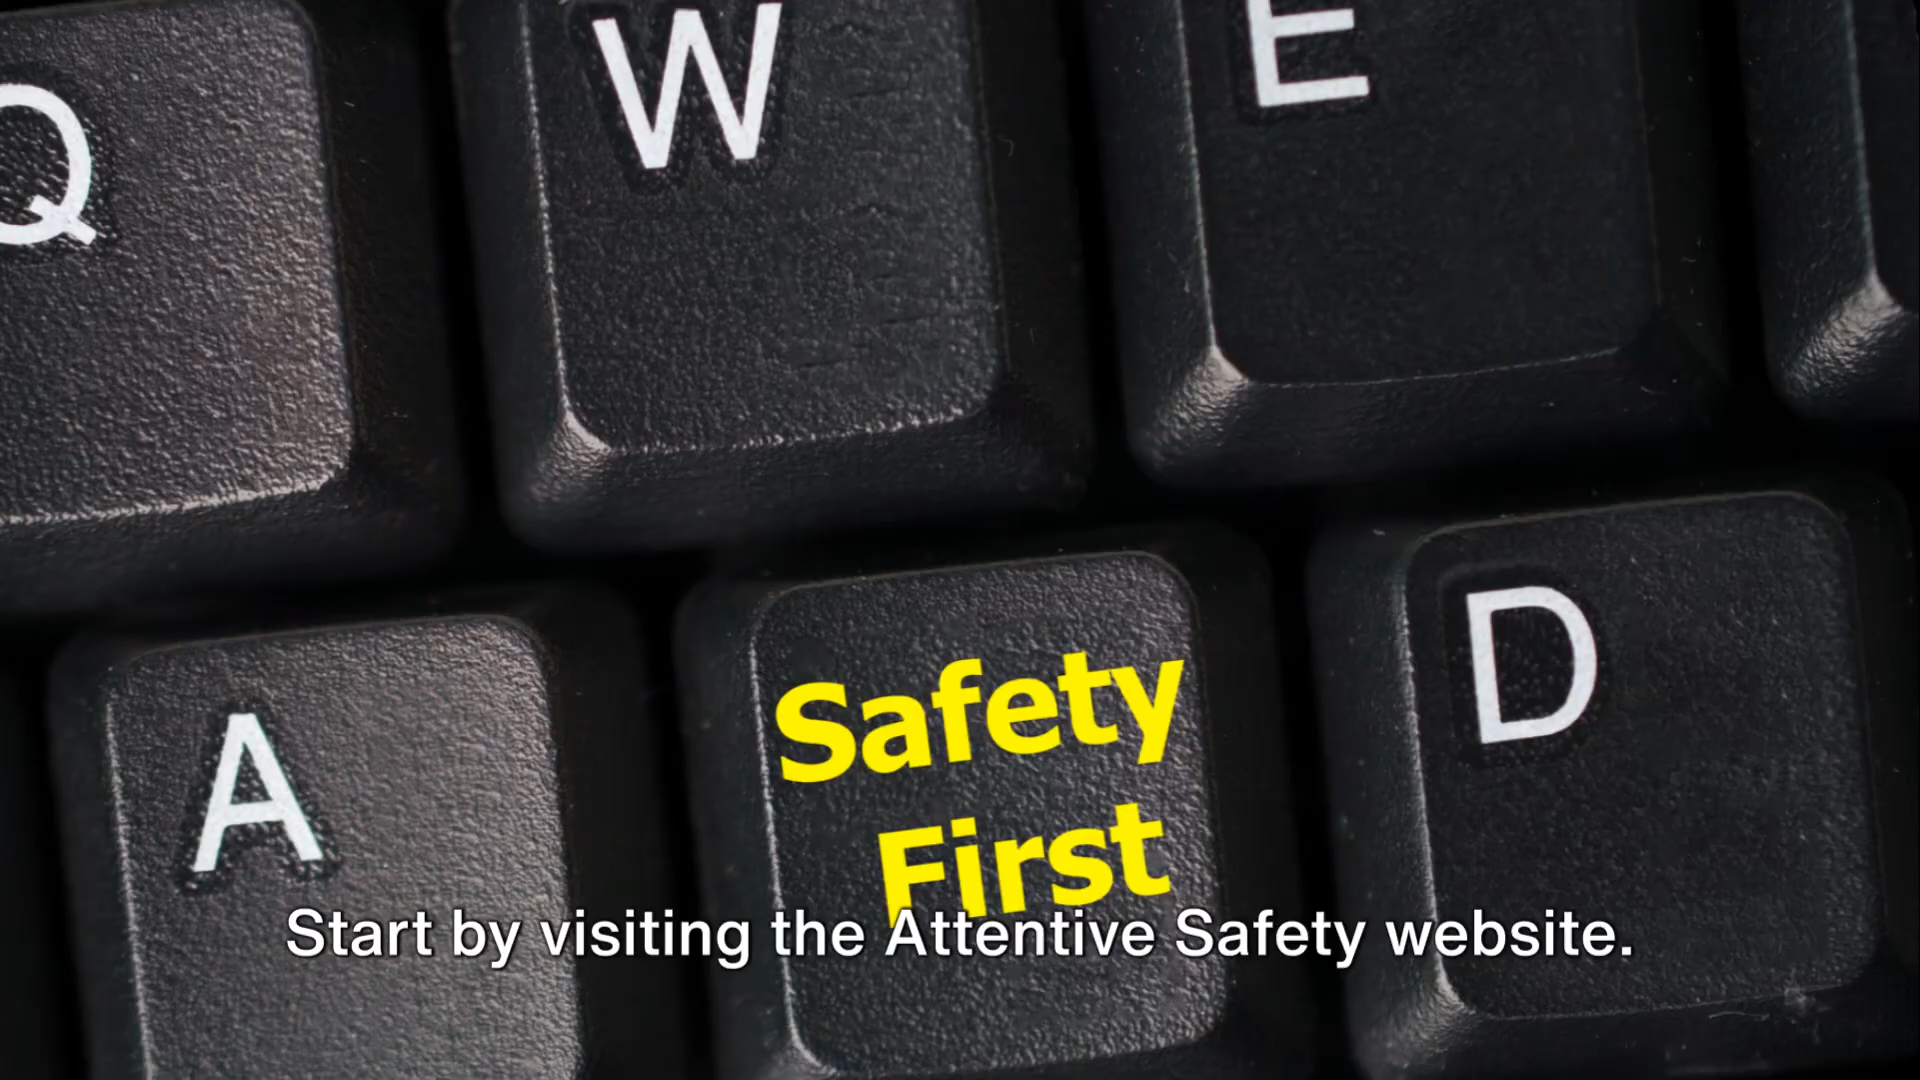 Q W E
A
Safety
First
D
Start by visiting the Attentive Safety website.